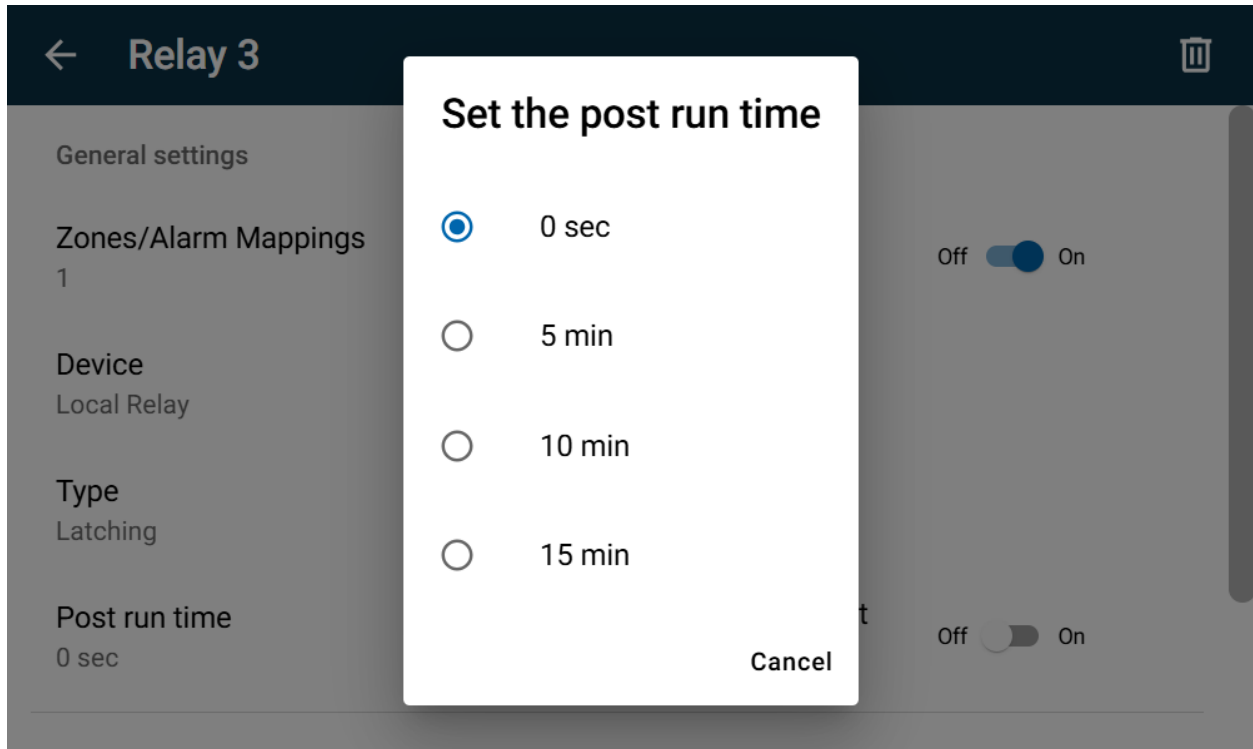 Relay 3
General settings
Zones/Alarm Mappings
1
Off On
Device
Local Relay
Type
Latching
Post run time
0 sec
t
Off On
Set the post run time
0 sec
5 min
10 min
15 min
Cancel